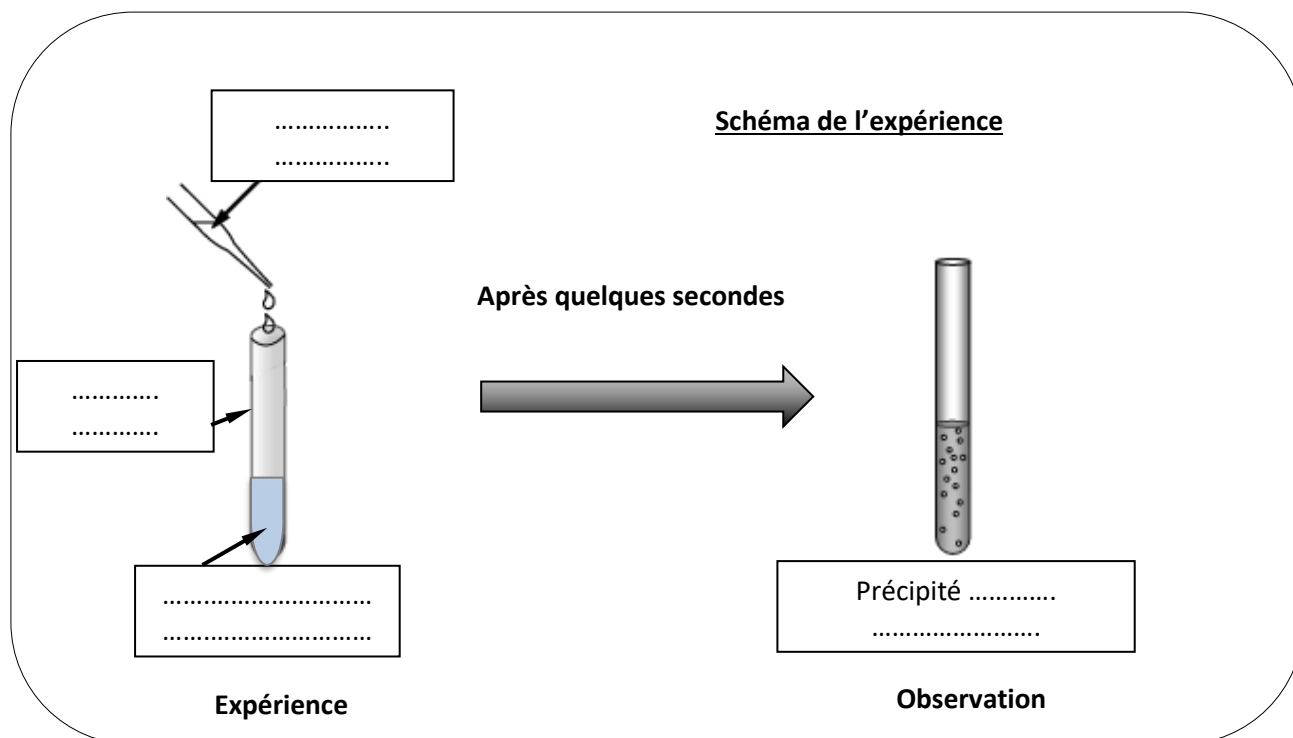 ……………..
……………..
Schéma de l’expérience
Après quelques secondes
………….
………….
…….……………………
…….……………………
Précipité ………….
…………………….
Expérience
Observation